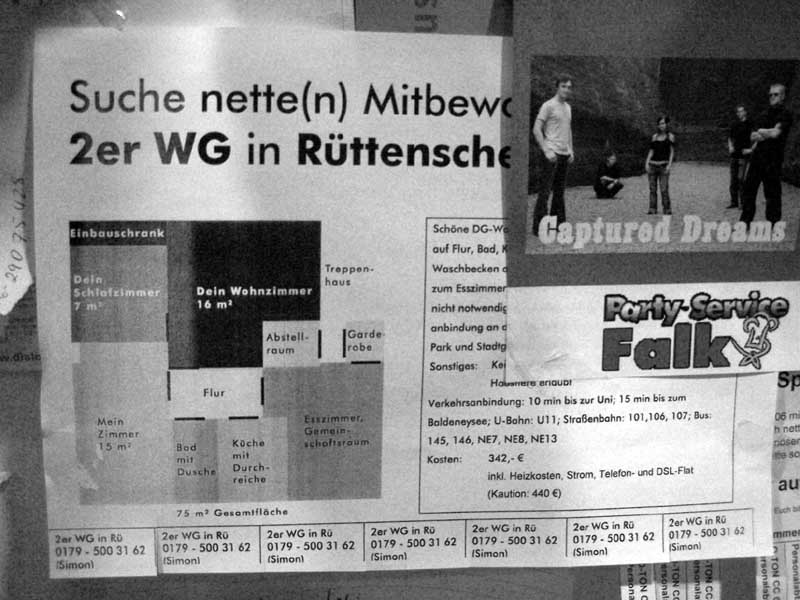 Suche nette(n) Mitbewo
2er WG in Rüttensche
Einbauschrank
Dein
Schlafzimmer
7 m²
Dein Wohnzimmer
16 m²
Treppen-
haus
Abstell-
raum
Garde-
robe
Flur
Mein
Zimmer
15 m²
Bad
mit
Dusche
Küche
mit
Durch-
reiche
Esszimmer,
Gemein-
schaftsraum
75 m² Gesamtfläche
Schöne DG-Wo
auf Flur, Bad, K
Waschbecken
zum Esszimmer
nicht notwendig
anbindung an d
Park und Stadtg
Sonstiges: Kei
Haustiere erlaubt
Verkehrsanbindung: 10 min bis zur Uni; 15 min bis zum
Baldeneysee; U-Bahn: U11; Straßenbahn: 101,106, 107; Bus:
145, 146, NE7, NE8, NE13
Kosten: 342,- €
inkl. Heizkosten, Strom, Telefon- und DSL-Flat
(Kaution: 440 €)
2er WG in Rü
0179 - 500 31 62
(Simon)
2er WG in Rü
0179 - 500 31 62
(Simon)
2er WG in Rü
0179 - 500 31 62
(Simon)
2er WG in Rü
0179 - 500 31 62
(Simon)
2er WG in Rü
0179 - 500 31 62
(Simon)
2er WG in Rü
0179 - 500 31 62
(Simon)
2er WG in Rü
0179 - 500 31 62
(Simon)
Captured Dreams
Party-Service
Falk
Sp
au